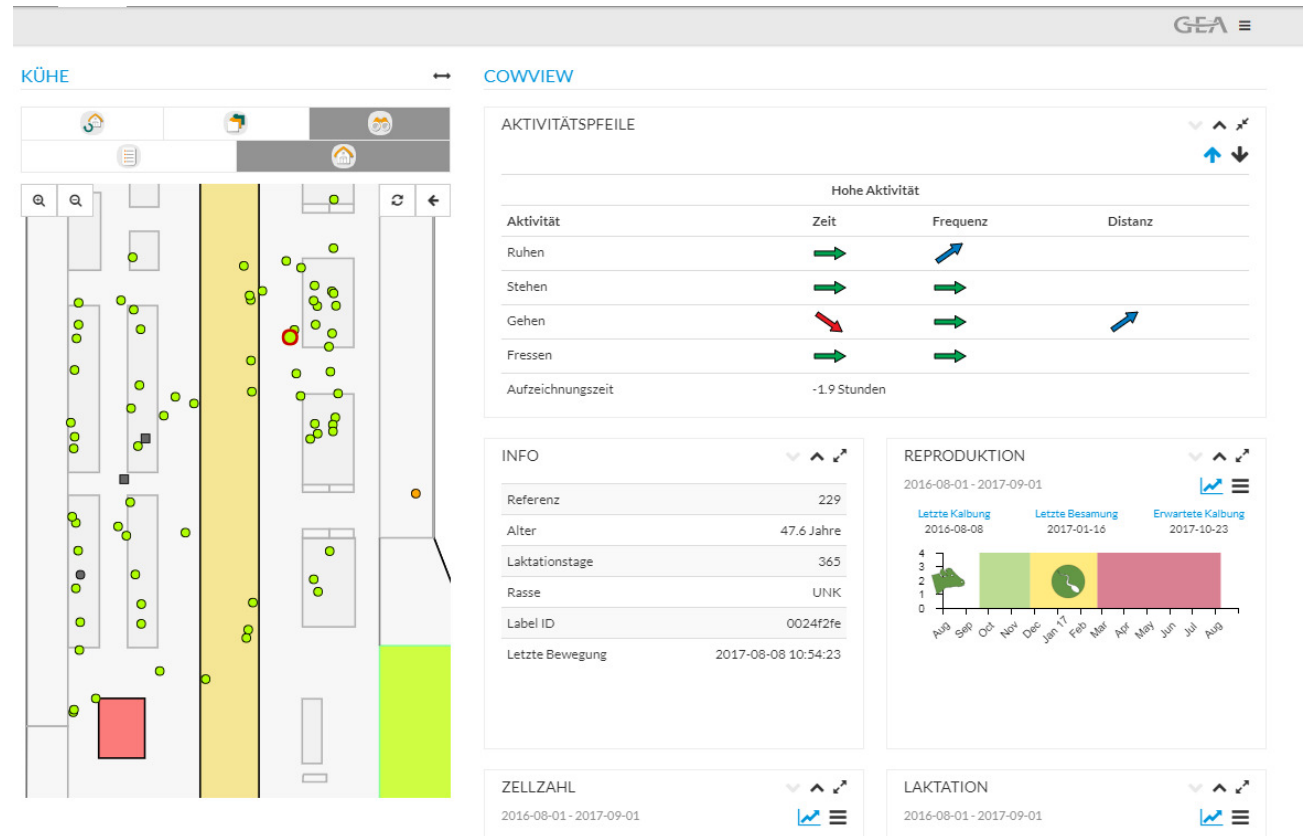 GEA
KÜHE
COWVIEW
AKTIVITÄTSPFEILE
Hohe Aktivität
Aktivität Zeit Frequenz Distanz
Ruhen
Stehen
Gehen
Fressen
Aufzeichnungszeit -1.9 Stunden
INFO
Referenz 229
Alter 47.6 Jahre
Laktationstage 365
Rasse UNK
Label ID 0024f2fe
Letzte Bewegung 2017-08-08 10:54:23
REPRODUKTION
2016-08-01 - 2017-09-01
Letzte Kalbung Letzte Besamung Erwartete Kalbung
2016-08-08 2017-01-16 2017-10-23
4
3
2
1
0
Aug Sep Oct Nov Dec Jan 17 Feb Mar Apr May Jun Jul Aug
ZELLZAHL
2016-08-01 - 2017-09-01
LAKTATION
2016-08-01 - 2017-09-01